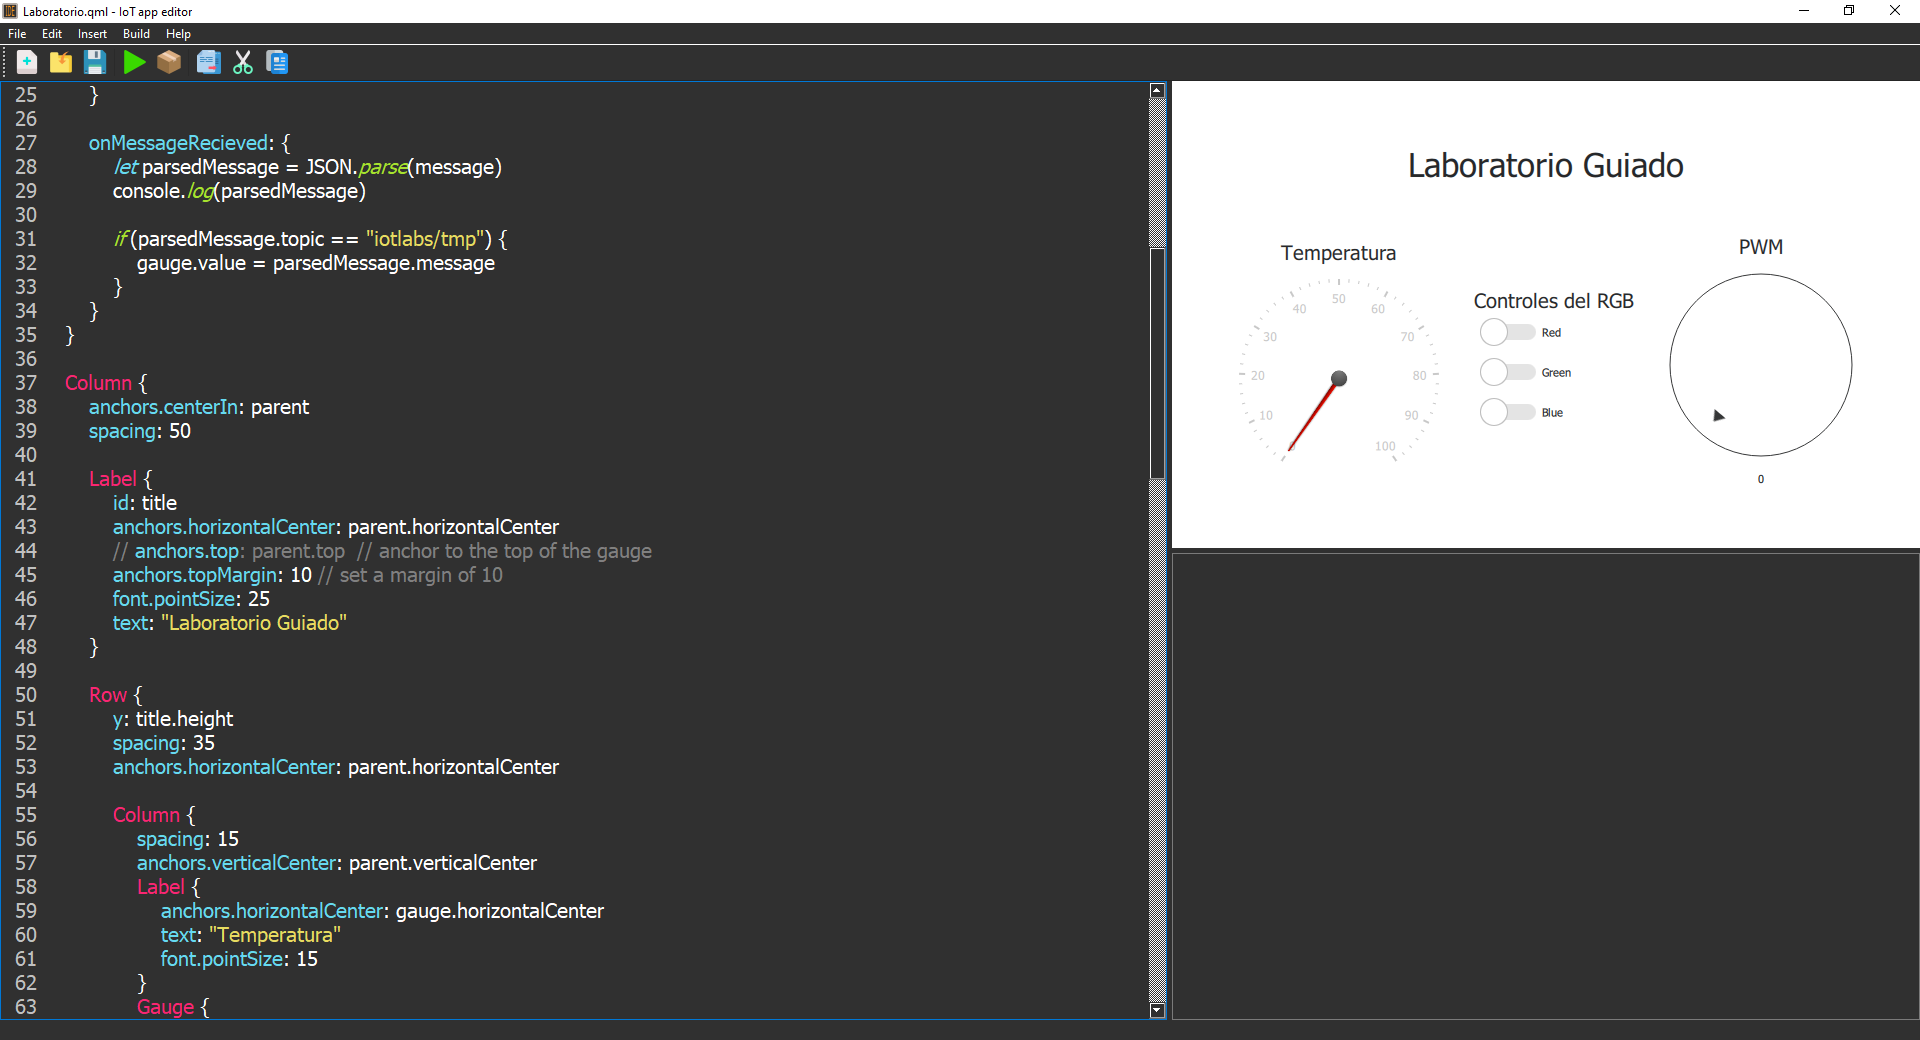 Laboratorio.qml - IoT app editor
File Edit Insert Build Help
25 }
26
27 onMessageRecieved: {
28 let parsedMessage = JSON.parse(message)
29 console.log(parsedMessage)
30
31 if(parsedMessage.topic == "iotlabs/tmp") {
32 gauge.value = parsedMessage.message
33 }
34 }
35 }
36
37 Column {
38 anchors.centerIn: parent
39 spacing: 50
40
41 Label {
42 id: title
43 anchors.horizontalCenter: parent.horizontalCenter
44 // anchors.top: parent.top // anchor to the top of the gauge
45 anchors.topMargin: 10 // set a margin of 10
46 font.pointSize: 25
47 text: "Laboratorio Guiado"
48 }
49
50 Row {
51 y: title.height
52 spacing: 35
53 anchors.horizontalCenter: parent.horizontalCenter
54
55 Column {
56 spacing: 15
57 anchors.verticalCenter: parent.verticalCenter
58 Label {
59 anchors.horizontalCenter: gauge.horizontalCenter
60 text: "Temperatura"
61 font.pointSize: 15
62 }
63 Gauge {
Laboratorio Guiado
Temperatura
0
10
20
30
40
50
60
70
80
90
100
Controles del RGB
Red
Green
Blue
PWM
0